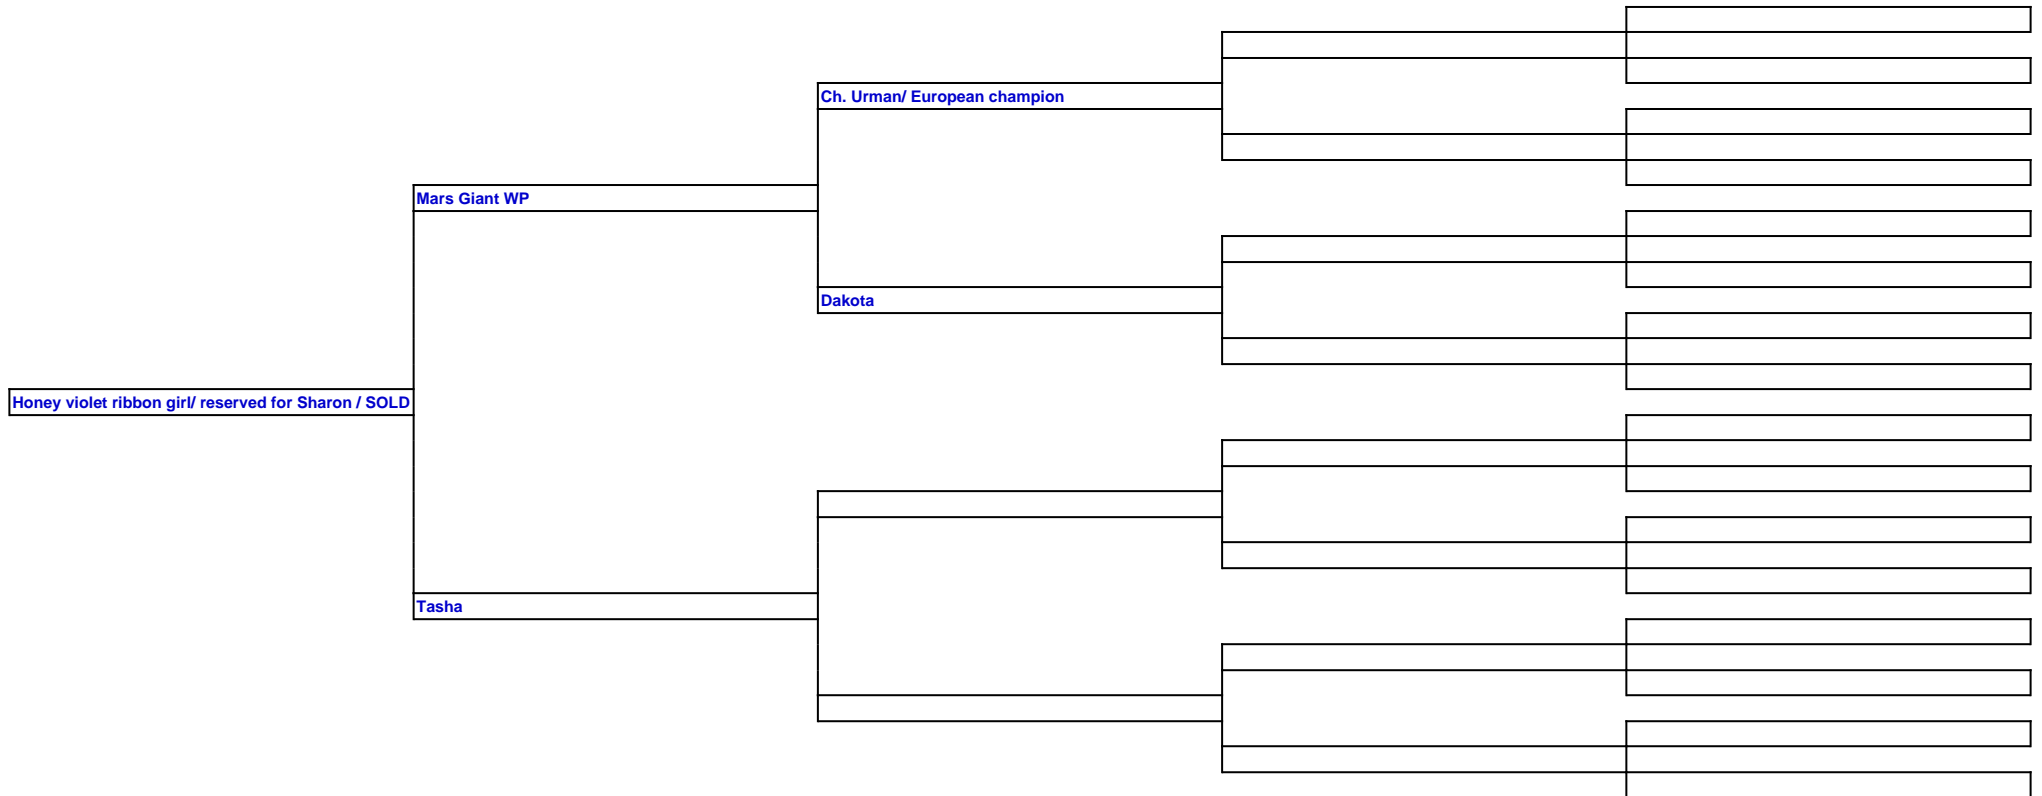 Ch. Urman/ European champion
Mars Giant WP
Dakota
Honey violet ribbon girl/ reserved for Sharon / SOLD
Tasha